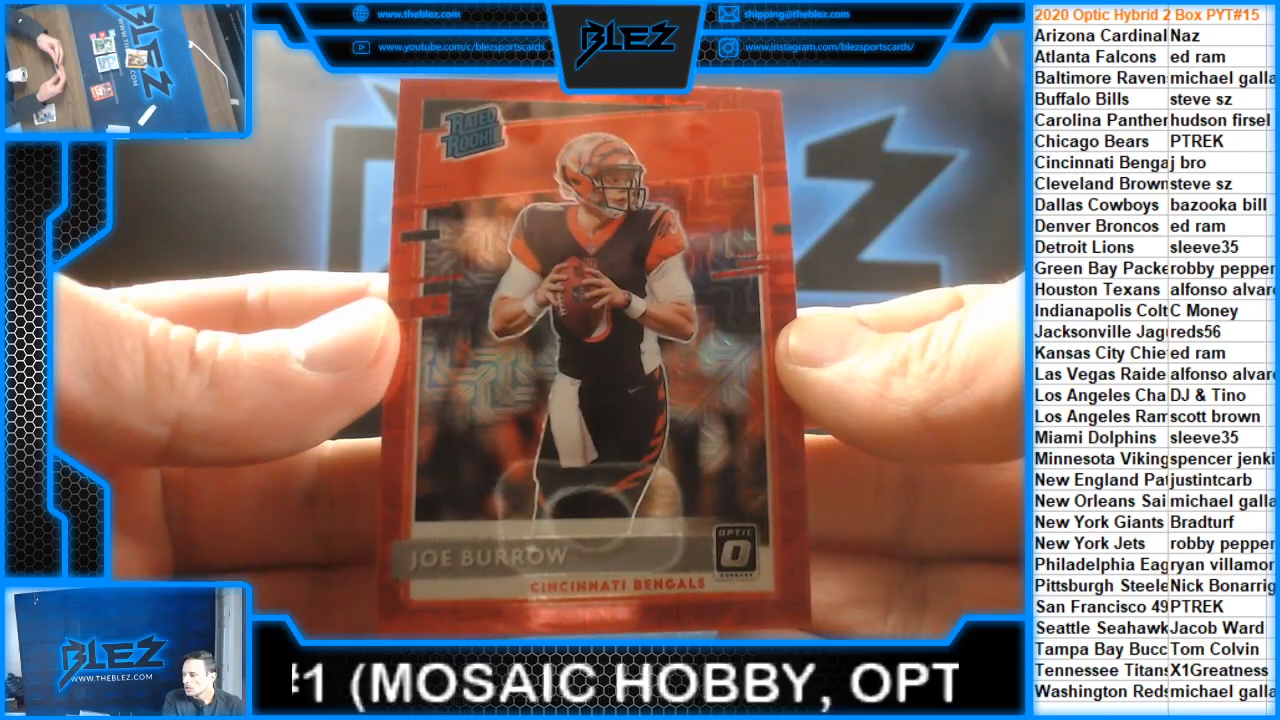 www.theblez.com
shipping@theblez.com
www.youtube.com/c/blezsportscards
www.instagram.com/blezsportscards/
BLEZ
RATED
ROOKIE
JOE BURROW
OPTIC
CINCINNATI BENGALS
BLEZ
WWW.THEBLEZ.COM
#1 (MOSAIC HOBBY, OPT
2020 Optic Hybrid 2 Box PYT#15
Arizona Cardinal Naz
Atlanta Falcons ed ram
Baltimore Raven michael galla
Buffalo Bills steve sz
Carolina Panther hudson firsel
Chicago Bears PTREK
Cincinnati Benga j bro
Cleveland Brown steve sz
Dallas Cowboys bazooka bill
Denver Broncos ed ram
Detroit Lions sleeve35
Green Bay Packe robby pepper
Houston Texans alfonso alvar
Indianapolis Colt C Money
Jacksonville Jag reds56
Kansas City Chie ed ram
Las Vegas Raide alfonso alvar
Los Angeles Cha DJ & Tino
Los Angeles Ram scott brown
Miami Dolphins sleeve35
Minnesota Viking spencer jenki
New England Pat justintcarb
New Orleans Sai michael galla
New York Giants Bradturf
New York Jets robby pepper
Philadelphia Eag ryan villamor
Pittsburgh Steele Nick Bonarrig
San Francisco 49 PTREK
Seattle Seahawk Jacob Ward
Tampa Bay Bucc Tom Colvin
Tennessee Titans X1Greatness
Washington Reds michael galla